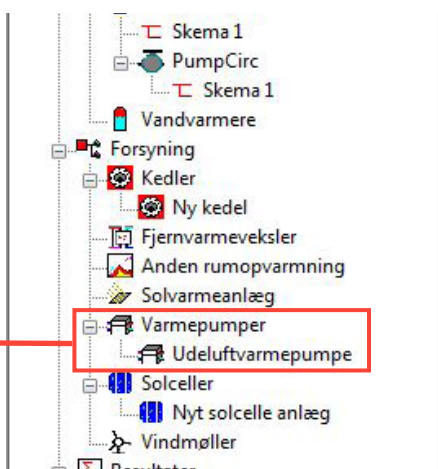 Skema 1
PumpCirc
Skema 1
Vandvarmere
Forsyning
Kedler
Ny kedel
Fjernvarmeveksler
Anden rumopvarmning
Solvarmeanlæg
Varmepumper
Udeluftvarmepumpe
Solceller
Nyt solcelle anlæg
Vindmøller